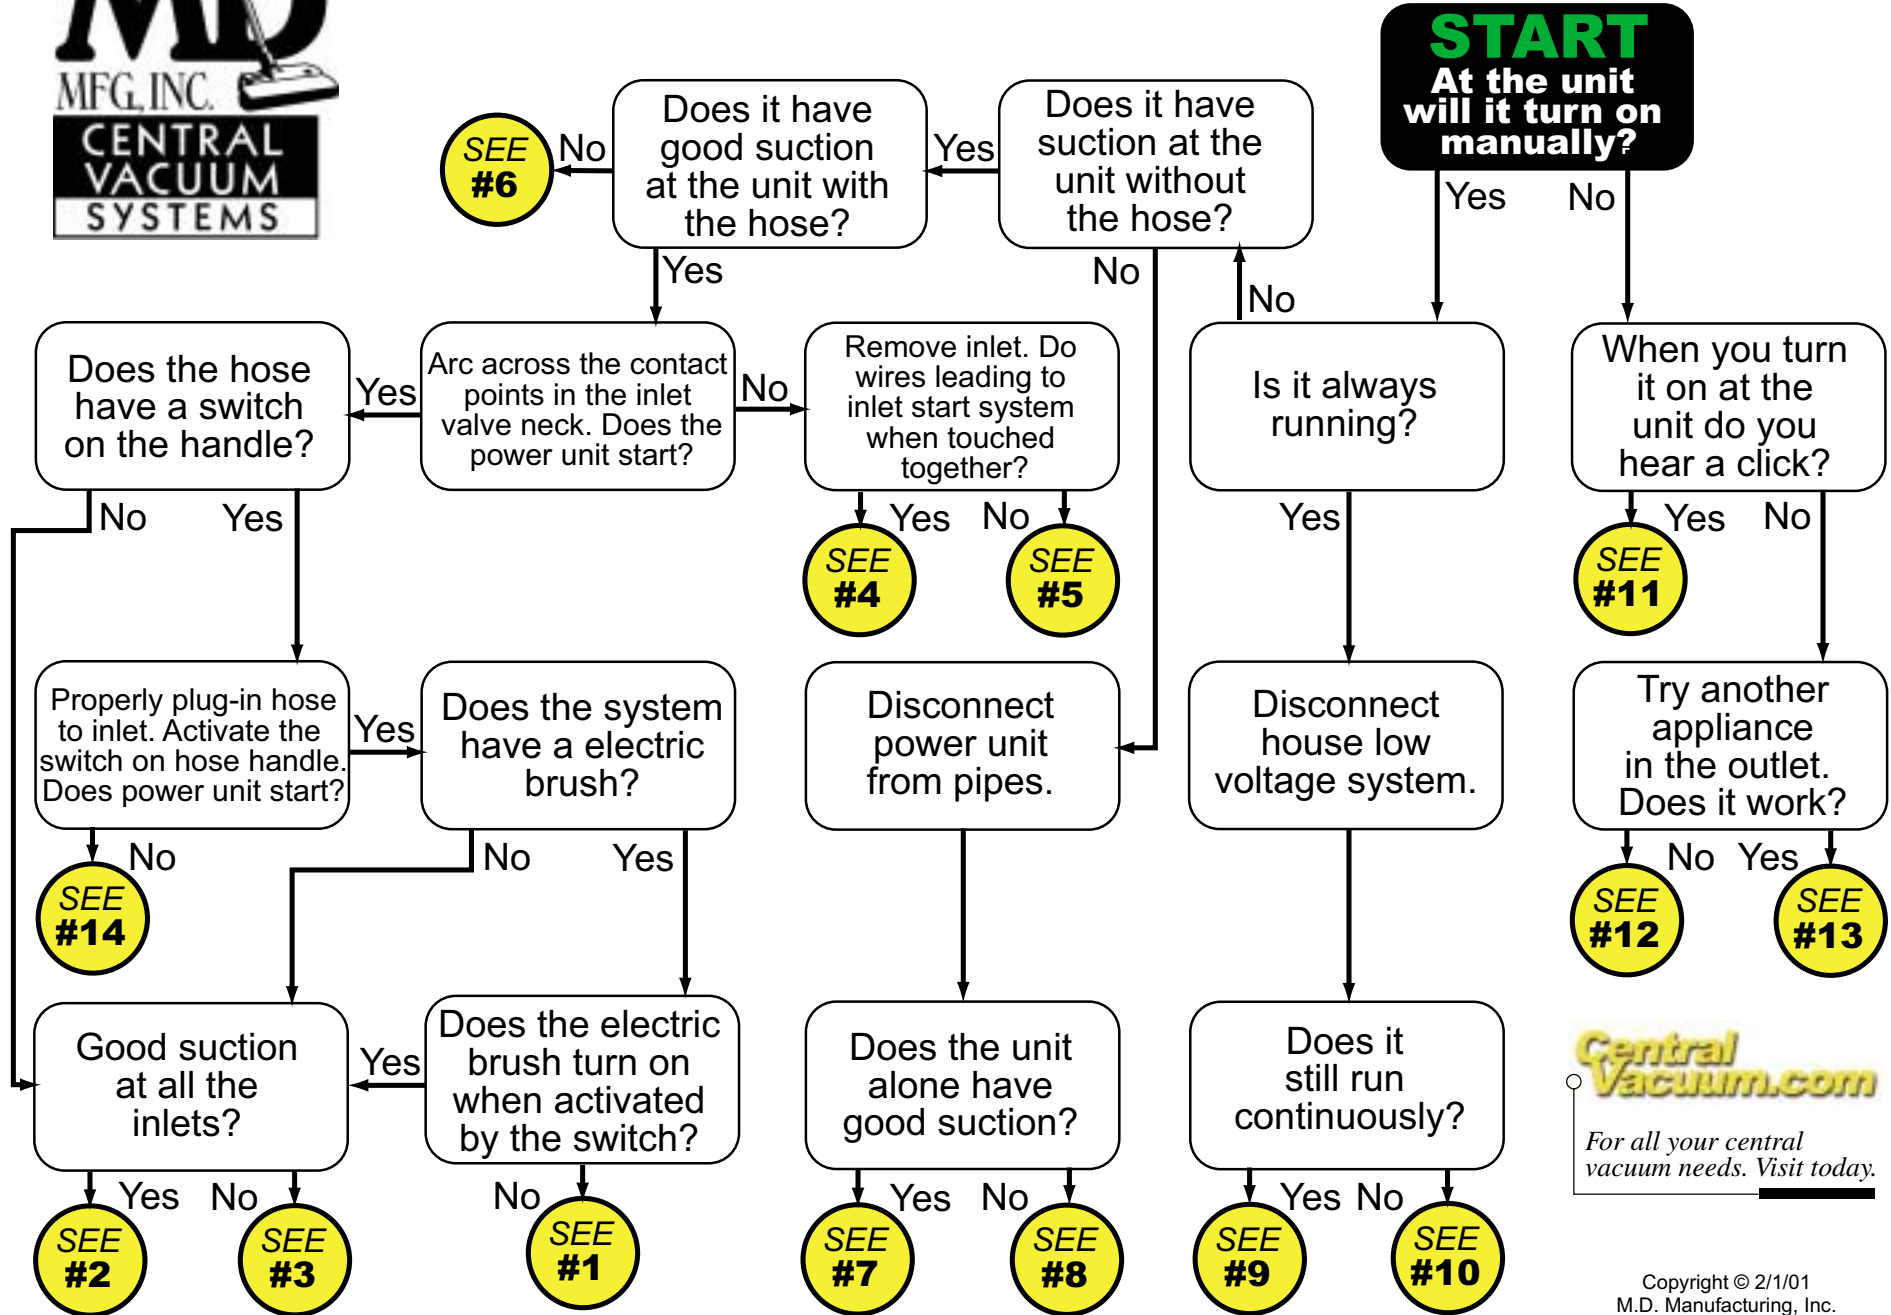 MD
MFG, INC.
CENTRAL
VACUUM
SYSTEMS
START
At the unit
will it turn on
manually?
Yes
No
Does it have
suction at the
unit without
the hose?
Yes
No
Does it have
good suction
at the unit with
the hose?
No
SEE
#6
Yes
No
Does the hose
have a switch
on the handle?
Yes
Arc across the contact
points in the inlet
valve neck. Does the
power unit start?
No
Remove inlet. Do
wires leading to
inlet start system
when touched
together?
Is it always
running?
When you turn
it on at the
unit do you
hear a click?
No
Yes
Yes
No
SEE
#4
SEE
#5
Yes
Yes
No
SEE
#11
Properly plug-in hose
to inlet. Activate the
switch on hose handle.
Does power unit start?
Yes
No
SEE
#14
Does the system
have a electric
brush?
No
Yes
Disconnect
power unit
from pipes.
Disconnect
house low
voltage system.
Try another
appliance
in the outlet.
Does it work?
No
Yes
SEE
#12
SEE
#13
Good suction
at all the
inlets?
Yes
Does the electric
brush turn on
when activated
by the switch?
Does the unit
alone have
good suction?
Does it
still run
continuously?
Yes
No
SEE
#2
SEE
#3
No
SEE
#1
Yes
No
SEE
#7
SEE
#8
Yes
No
SEE
#9
SEE
#10
Central
Vacuum.com
For all your central
vacuum needs. Visit today.
Copyright © 2/1/01
M.D. Manufacturing, Inc.